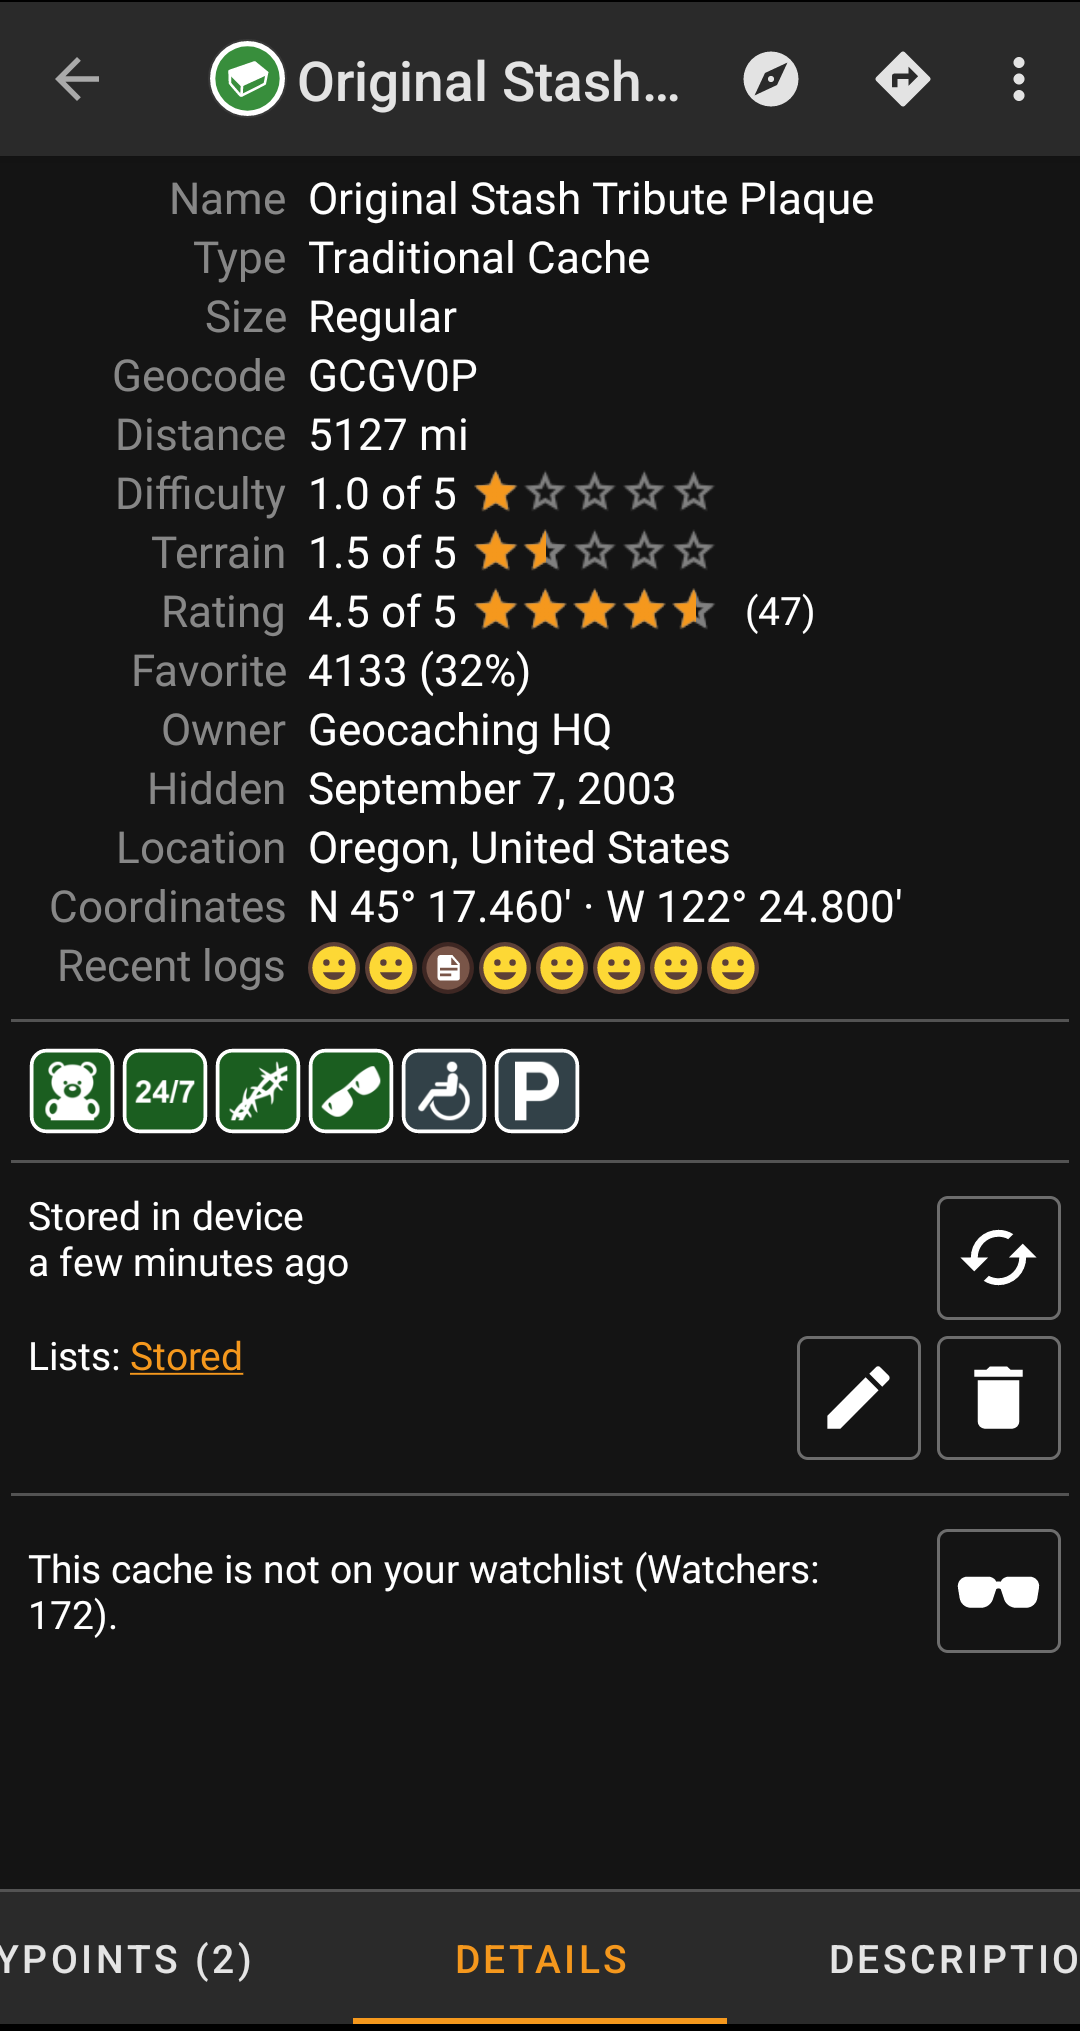 Original Stash...
Name Original Stash Tribute Plaque
Type Traditional Cache
Size Regular
Geocode GCGV0P
Distance 5127 mi
Difficulty 1.0 of 5
Terrain 1.5 of 5
Rating 4.5 of 5 (47)
Favorite 4133 (32%)
Owner Geocaching HQ
Hidden September 7, 2003
Location Oregon, United States
Coordinates N 45° 17.460' · W 122° 24.800'
Recent logs
24/7 P
Stored in device
a few minutes ago
Lists: Stored
This cache is not on your watchlist (Watchers:
172).
YPOINTS (2) DETAILS DESCRIPTIO